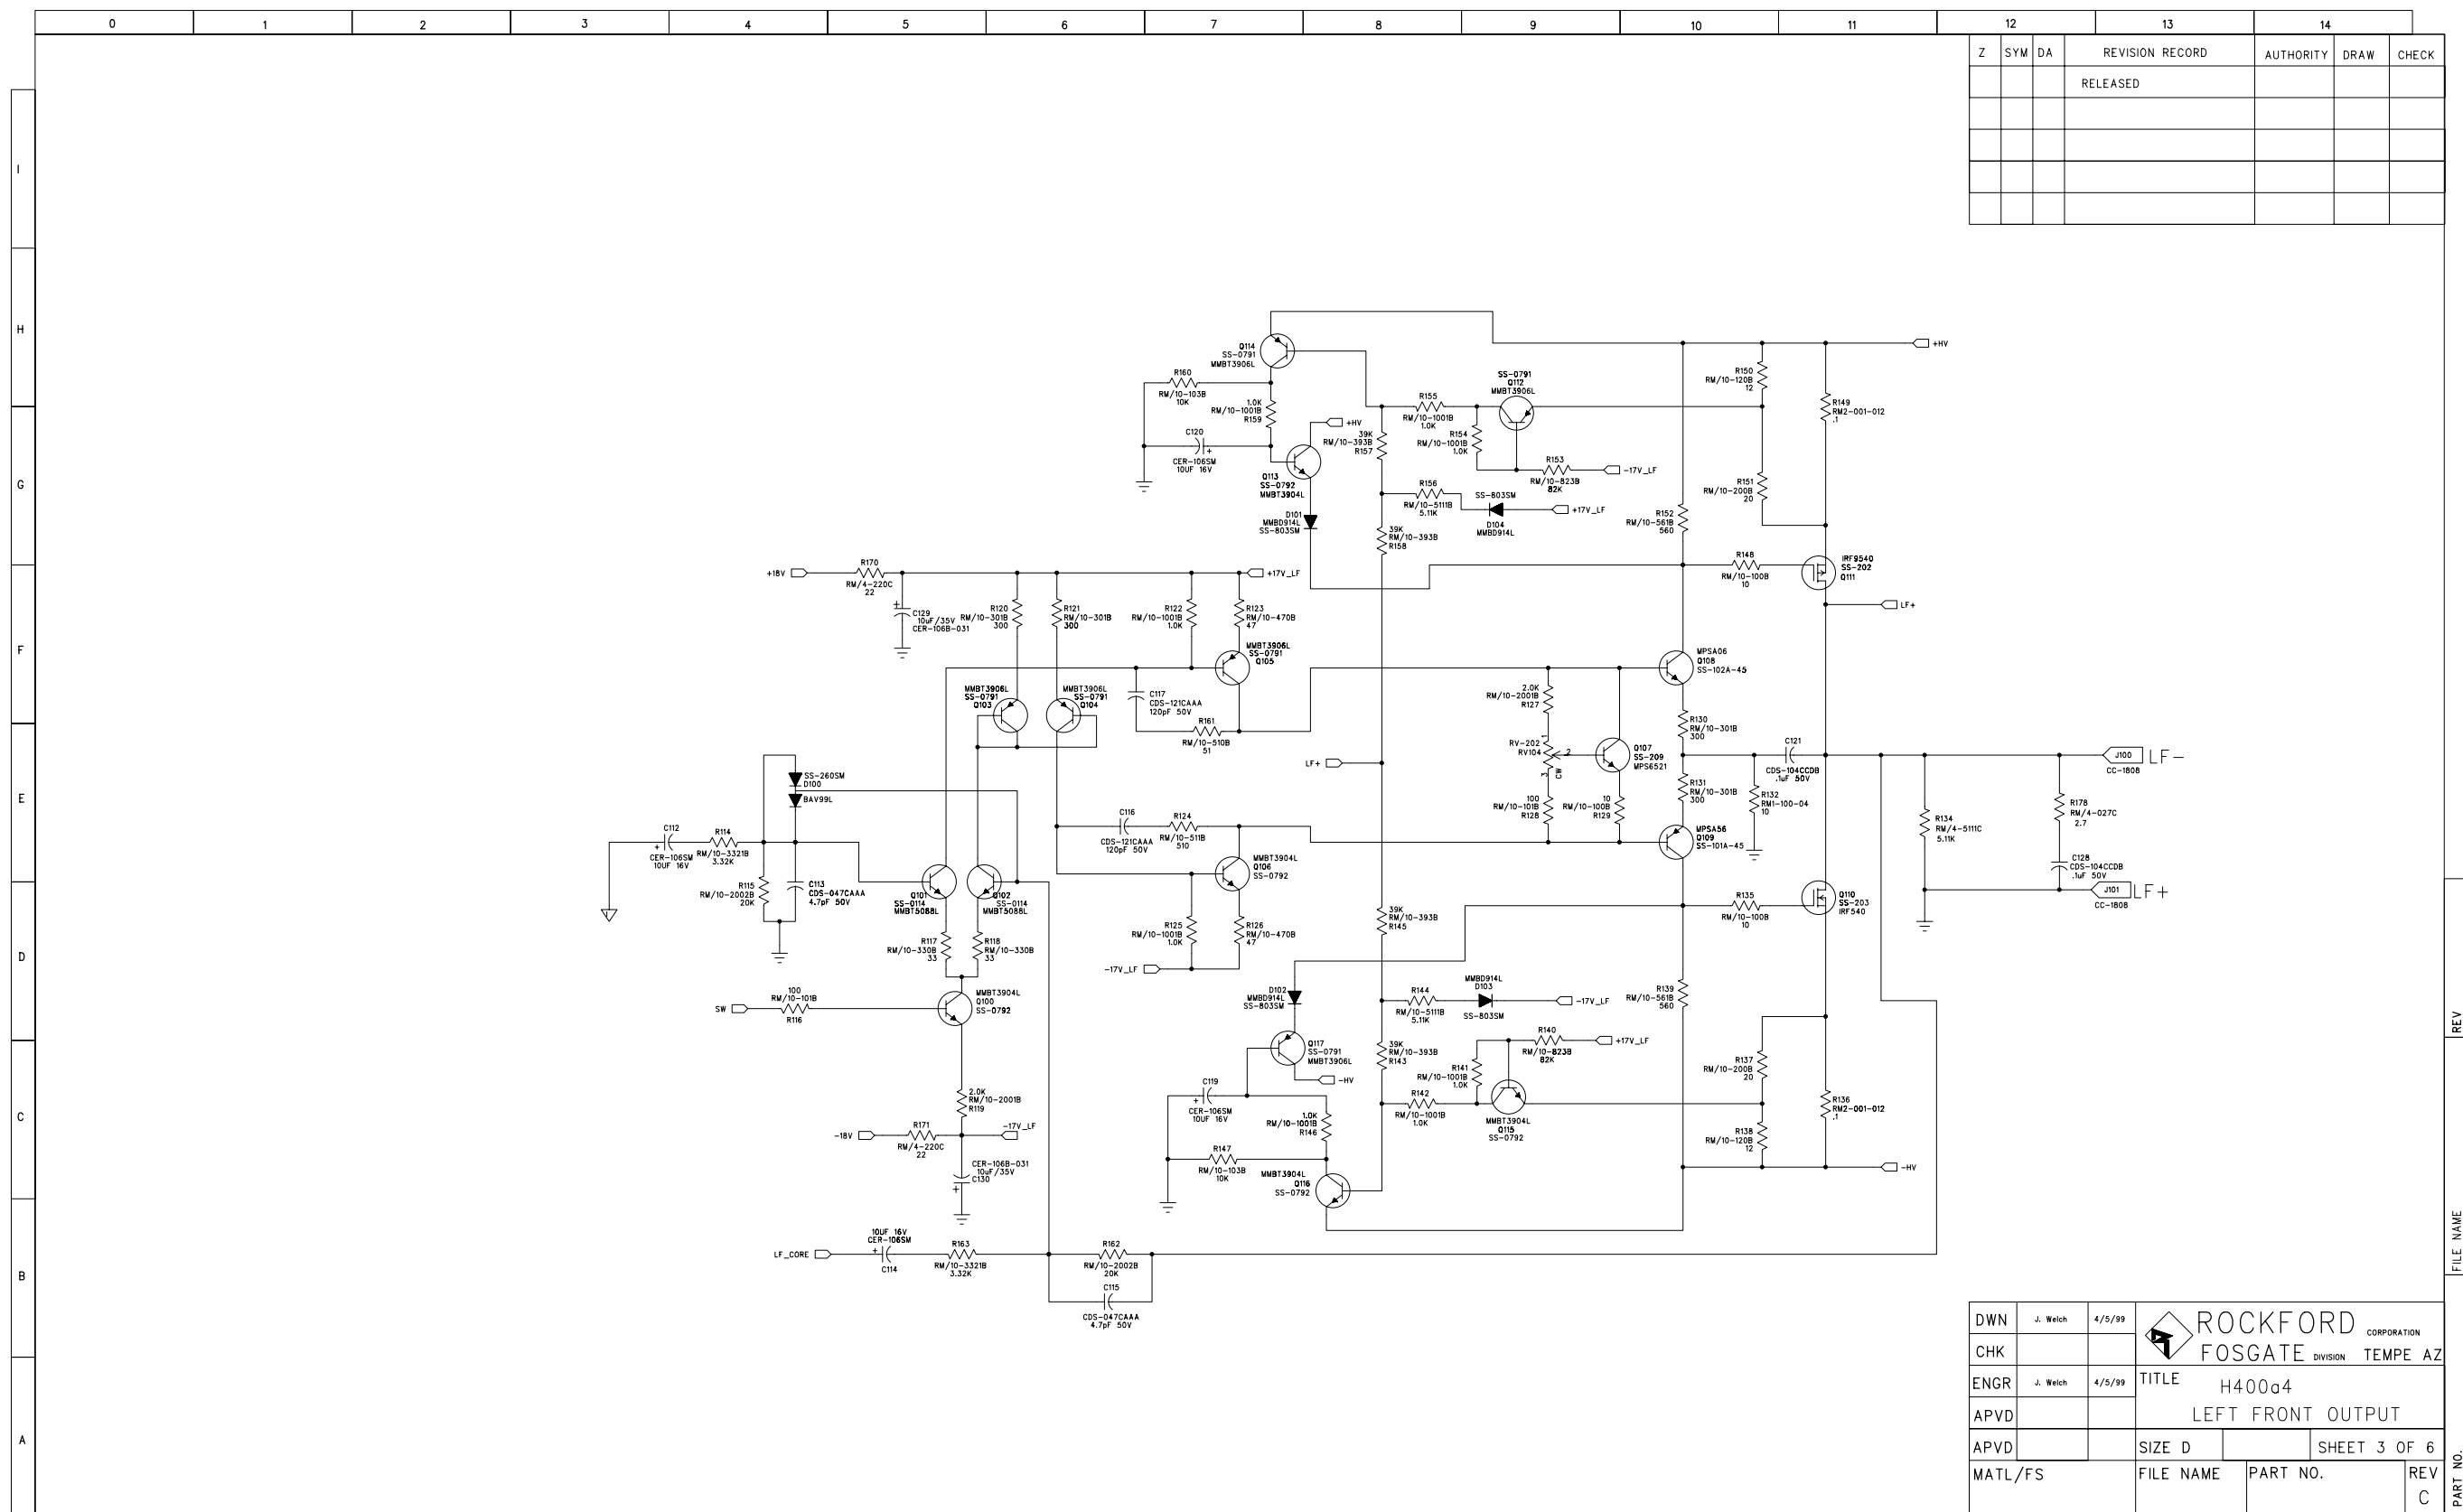 0 1 2 3 4 5 6 7 8 9 10 11 12 13 14
Z SYM DA REVISION RECORD AUTHORITY DRAW CHECK
RELEASED
I
H
G
F
E
D
C
B
A
Q114
SS-0791
MMBT3906L
R160
RM/10-103B
10K
1.0K
RM/10-1001B
R159
C120
+
CER-106SM
10UF 16V
+HV
Q113
SS-0792
MMBT3904L
D101
MMBD914L
SS-803SM
39K
RM/10-393B
R157
R155
RM/10-1001B
1.0K
SS-0791
Q112
MMBT3906L
R154
RM/10-1001B
1.0K
R153
RM/10-823B
82K
-17V_LF
R156
RM/10-5111B
5.11K
SS-803SM
D104
MMBD914L
+17V_LF
39K
RM/10-393B
R158
R150
RM/10-120B
12
+HV
R149
RM2-001-012
.1
R151
RM/10-200B
20
R152
RM/10-561B
560
R148
RM/10-100B
10
IRF9540
SS-202
Q111
LF+
+18V
R170
RM/4-220C
22
+
C129
10uF/35V
CER-106B-031
R120
RM/10-301B
300
R121
RM/10-301B
300
R122
RM/10-1001B
1.0K
R123
RM/10-470B
47
+17V_LF
MMBT3906L
SS-0791
Q105
MMBT3906L
SS-0791
Q103
MMBT3906L
SS-0791
Q104
C117
CDS-121CAAA
120pF 50V
R161
RM/10-510B
51
2.0K
RM/10-2001B
R127
MPSA06
Q108
SS-102A-45
R130
RM/10-301B
300
RV-202
RV104
1
2
3
CW
Q107
SS-209
MPS6521
LF+
C121
CDS-104CCDB
.1uF 50V
R131
RM/10-301B
300
R132
RM1-100-04
10
100
RM/10-101B
R128
10
RM/10-100B
R129
MPSA56
Q109
SS-101A-45
J100
LF-
CC-1808
R178
RM/4-027C
2.7
R134
RM/4-5111C
5.11K
C128
CDS-104CCDB
.1uF 50V
J101
LF+
CC-1808
SS-260SM
D100
BAV99L
C112
+
CER-106SM
10UF 16V
R114
RM/10-3321B
3.32K
R115
RM/10-2002B
20K
C113
CDS-047CAAA
4.7pF 50V
Q101
SS-0114
MMBT5088L
Q102
SS-0114
MMBT5088L
C116
CDS-121CAAA
120pF 50V
R124
RM/10-511B
510
MMBT3904L
Q106
SS-0792
R125
RM/10-1001B
1.0K
R126
RM/10-470B
47
-17V_LF
R117
RM/10-330B
33
R118
RM/10-330B
33
39K
RM/10-393B
R145
R135
RM/10-100B
10
Q110
SS-203
IRF540
SW
100
RM/10-101B
R116
MMBT3904L
Q100
SS-0792
D102
MMBD914L
SS-803SM
R144
RM/10-5111B
5.11K
MMBD914L
D103
SS-803SM
-17V_LF
R139
RM/10-561B
560
Q117
SS-0791
MMBT3906L
-HV
39K
RM/10-393B
R143
R140
RM/10-823B
82K
+17V_LF
R141
RM/10-1001B
1.0K
R142
RM/10-1001B
1.0K
MMBT3904L
Q115
SS-0792
R137
RM/10-200B
20
R136
RM2-001-012
.1
R138
RM/10-120B
12
-HV
2.0K
RM/10-2001B
R119
-18V
R171
RM/4-220C
22
-17V_LF
CER-106B-031
10uF/35V
C130
+
C119
+
CER-106SM
10UF 16V
1.0K
RM/10-1001B
R146
R147
RM/10-103B
10K
MMBT3904L
Q116
SS-0792
LF_CORE
10UF 16V
CER-106SM
+
C114
R163
RM/10-3321B
3.32K
R162
RM/10-2002B
20K
C115
CDS-047CAAA
4.7pF 50V
REV
FILE NAME
PART NO.
DWN J. Welch 4/5/99
CHK
ENGR J. Welch 4/5/99
APVD
APVD
MATL/FS
ROCKFORD CORPORATION
FOSGATE DIVISION TEMPE AZ
TITLE H400a4
LEFT FRONT OUTPUT
SIZE D SHEET 3 OF 6
FILE NAME PART NO. REV
C